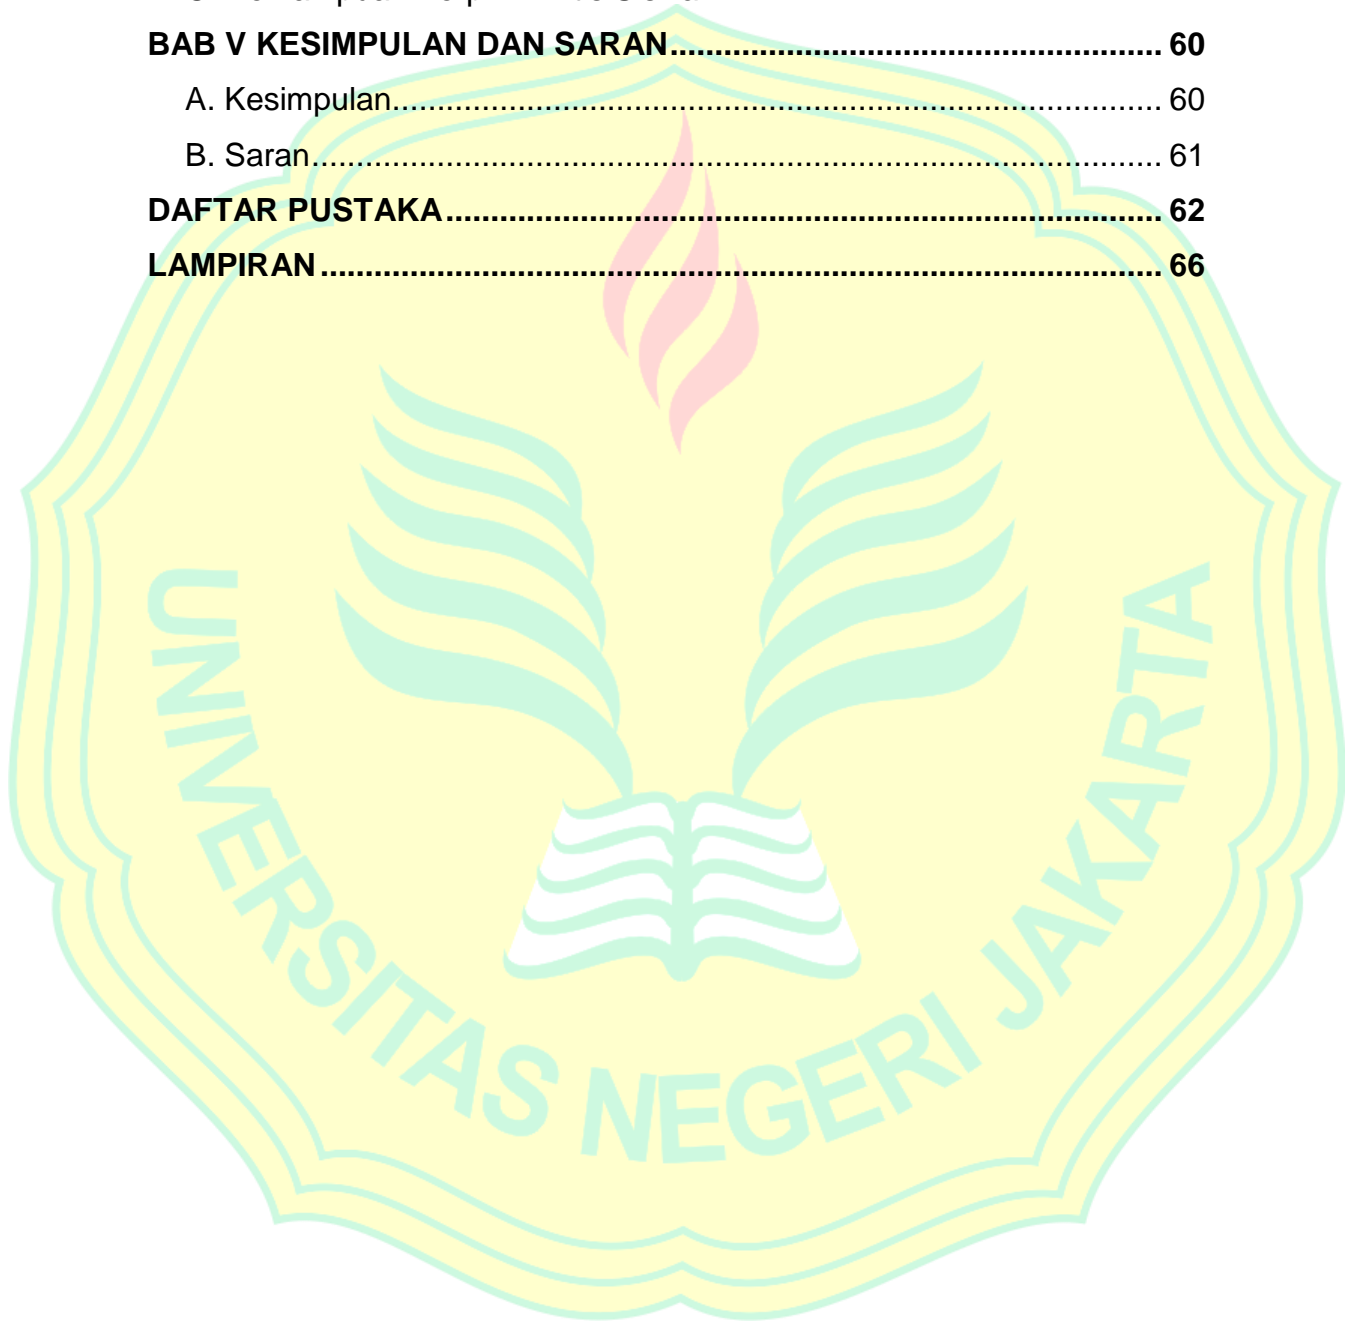 BAB V KESIMPULAN DAN SARAN.......................................................... 60
A. Kesimpulan...................................................................................... 60
B. Saran............................................................................................... 61
DAFTAR PUSTAKA................................................................................ 62
LAMPIRAN............................................................................................. 66
UNIVERSITAS NEGERI JAKARTA